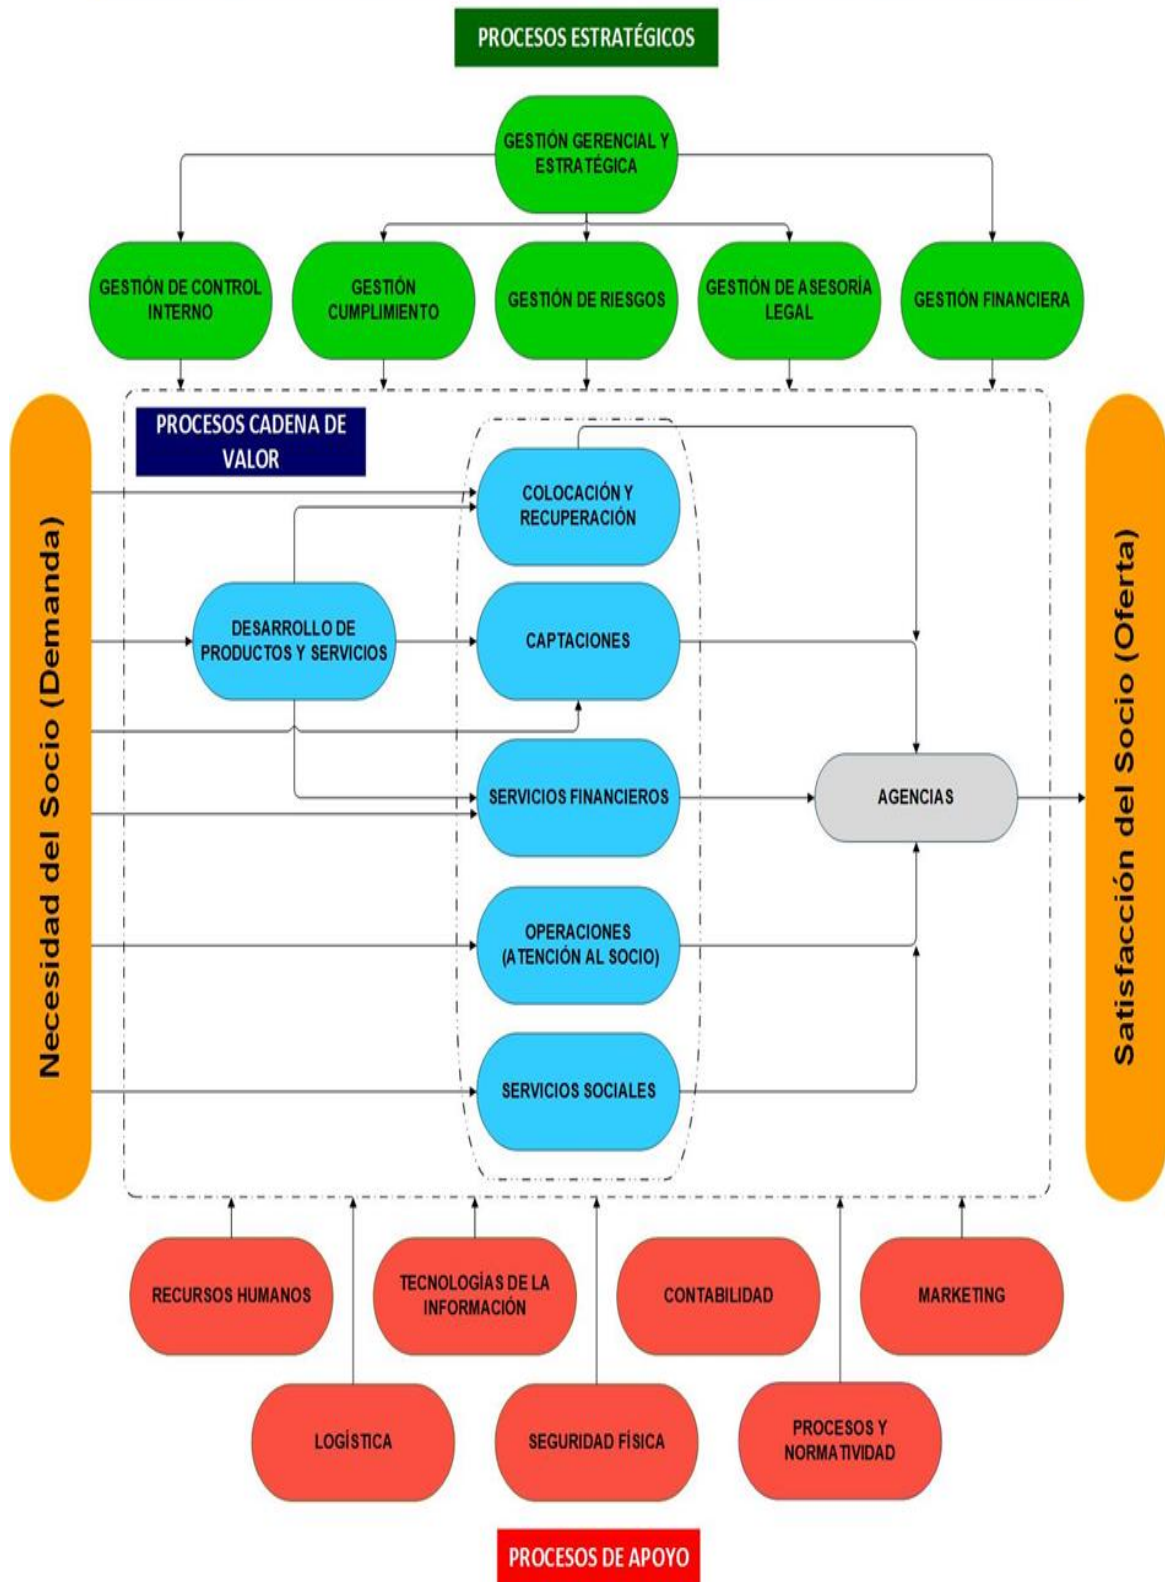 PROCESOS ESTRATÉGICOS
GESTIÓN GERENCIAL Y
ESTRATÉGICA
GESTIÓN DE CONTROL
INTERNO
GESTIÓN
CUMPLIMIENTO
GESTIÓN DE RIESGOS
GESTIÓN DE ASESORÍA
LEGAL
GESTIÓN FINANCIERA
Necesidad del Socio (Demanda)
PROCESOS CADENA DE
VALOR
COLOCACIÓN Y
RECUPERACIÓN
DESARROLLO DE
PRODUCTOS Y SERVICIOS
CAPTACIONES
SERVICIOS FINANCIEROS
AGENCIAS
OPERACIONES
(ATENCIÓN AL SOCIO)
SERVICIOS SOCIALES
Satisfacción del Socio (Oferta)
RECURSOS HUMANOS
TECNOLOGÍAS DE LA
INFORMACIÓN
CONTABILIDAD
MARKETING
LOGÍSTICA
SEGURIDAD FÍSICA
PROCESOS Y
NORMATIVIDAD
PROCESOS DE APOYO